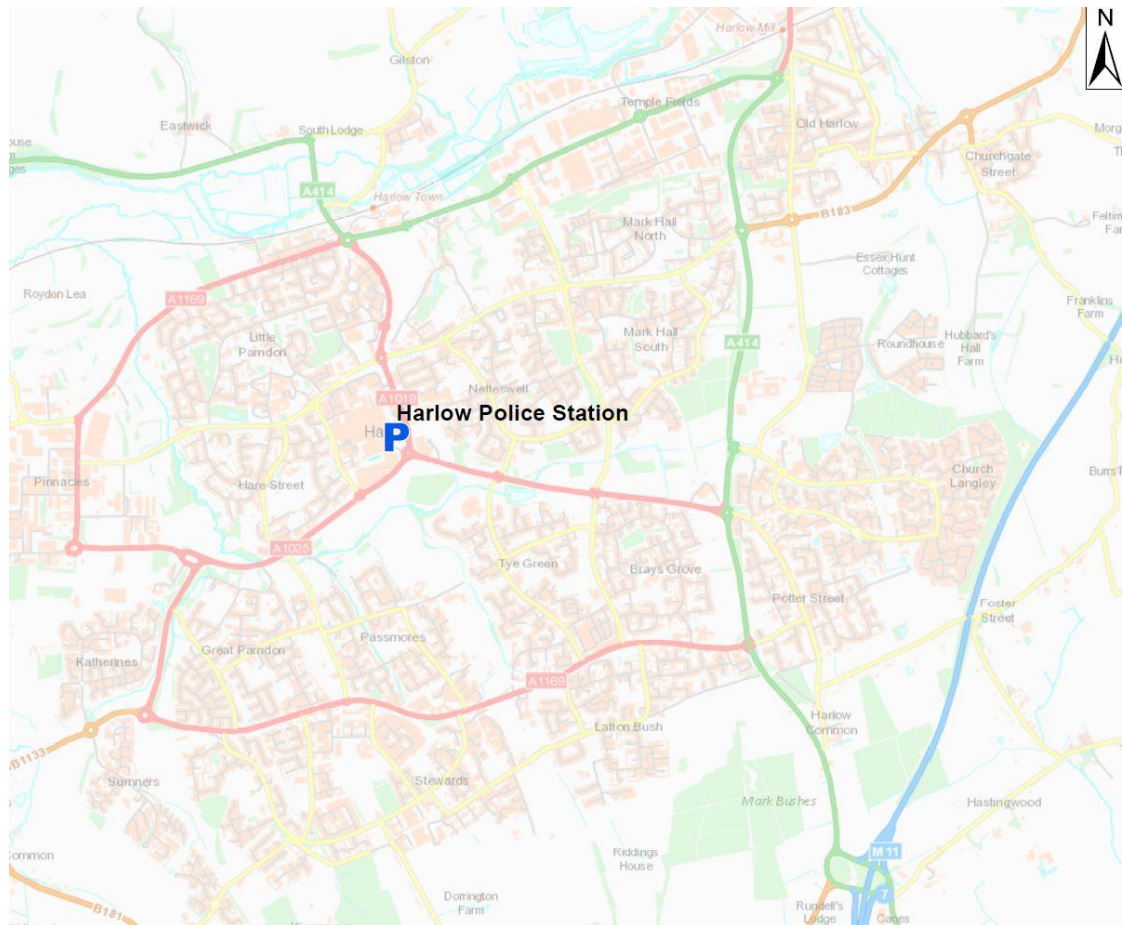 N
Harlow Mill
Gilston
Temple Fields
Eastwick
South Lodge
Old Harlow
Churchgate
Street
A414
Harlow Town
B183
Mark Hall
North
Essex Hunt
Cottages
Roydon Lea
A1169
Franklins
Farm
Little
Parndon
Mark Hall
South
A414
Roundhouse
Hubbard's
Hall
Farm
A1019
Netteswell
Harlow Police Station
P
Pinnacles
Hare Street
Church
Langley
A1025
Tye Green
Brays Grove
Potter Street
Foster
Street
Katherines
Great Parndon
Passmores
A1169
Latton Bush
Harlow
Common
B1133
Sumners
Stewards
Mark Bushes
Hastingwood
Common
Riddings
House
M 11
7
B181
Dorrington
Farm
Rundell's
Lodge
Canes